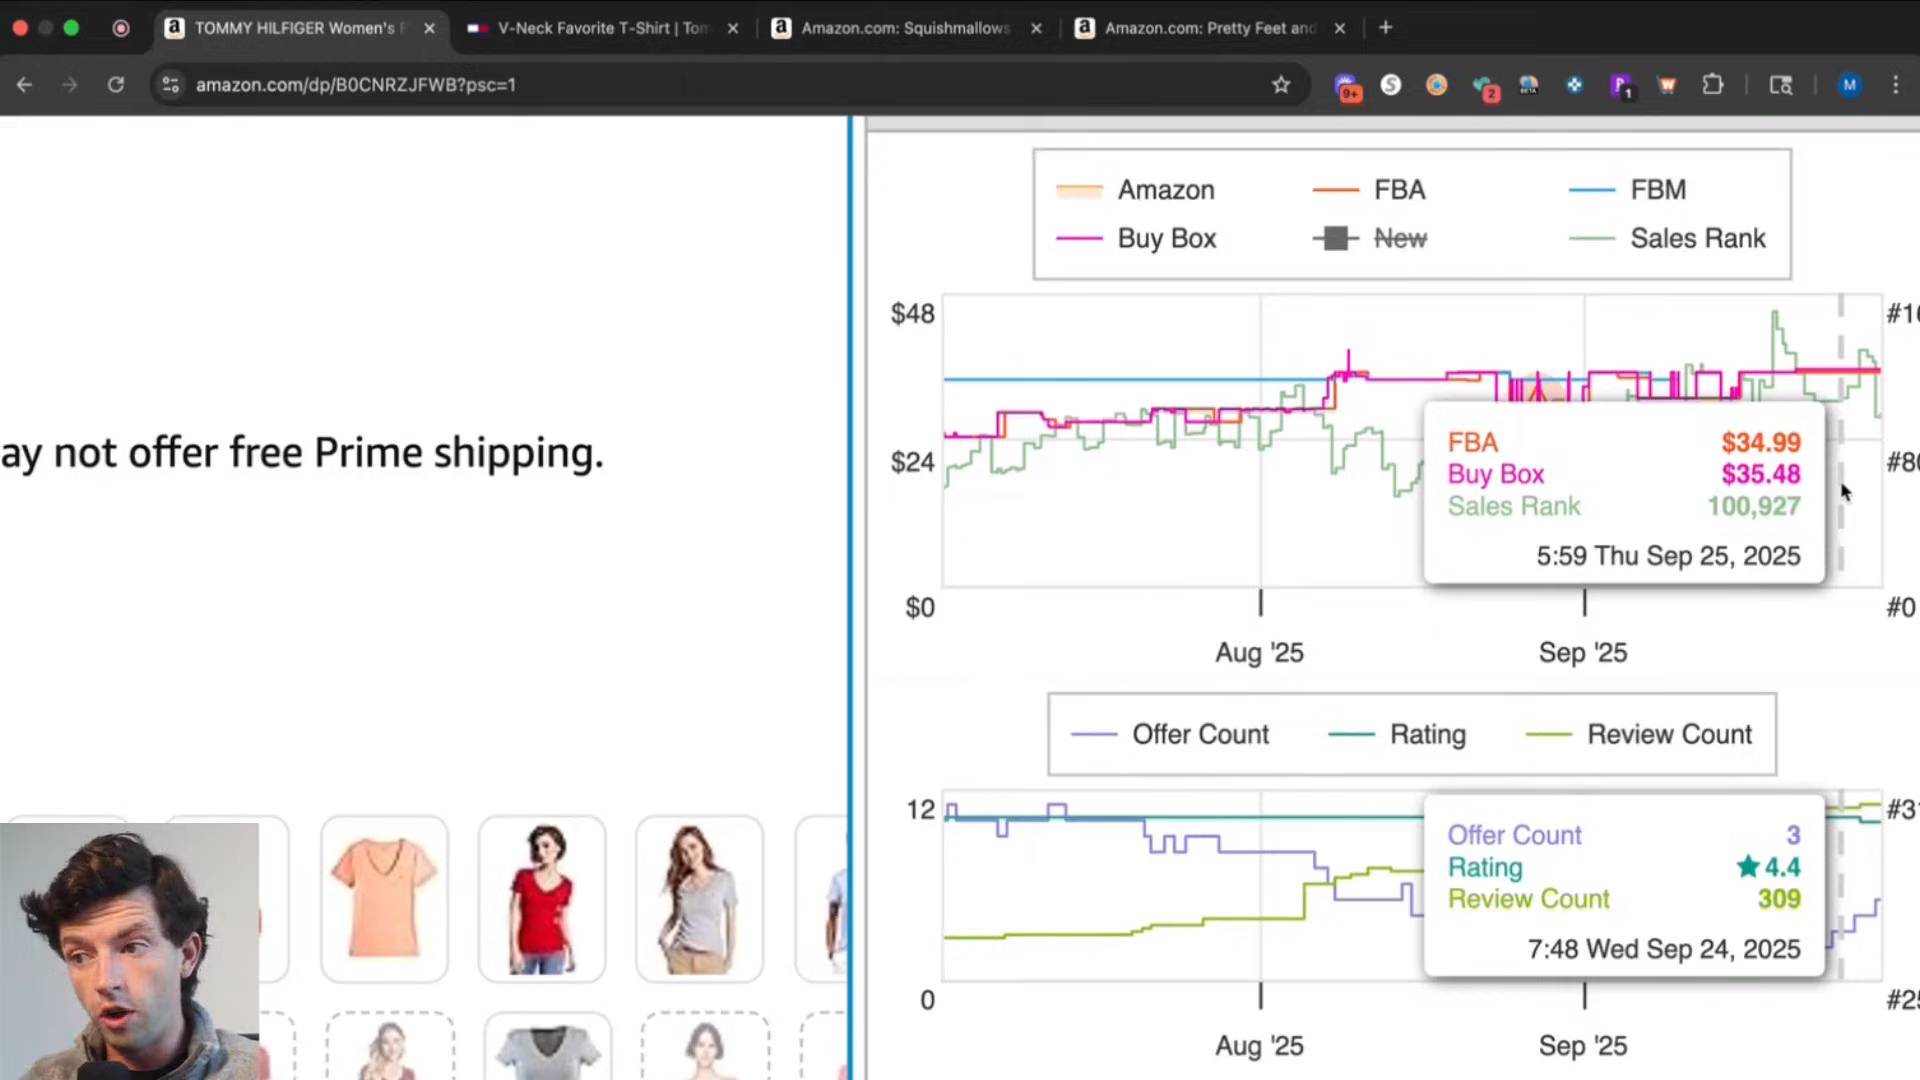 TOMMY HILFIGER Women's
V-Neck Favorite T-Shirt | Tom
Amazon.com: Squishmallows
Amazon.com: Pretty Feet and
amazon.com/dp/B0CNRZJFWB?psc=1
9+
S
2
BETA
1
M
ay not offer free Prime shipping.
Amazon
FBA
FBM
Buy Box
New
Sales Rank
$48
$24
$0
#0
FBA $34.99
Buy Box $35.48
Sales Rank 100,927
5:59 Thu Sep 25, 2025
Aug '25
Sep '25
Offer Count
Rating
Review Count
12
0
Offer Count 3
Rating ★ 4.4
Review Count 309
7:48 Wed Sep 24, 2025
Aug '25
Sep '25